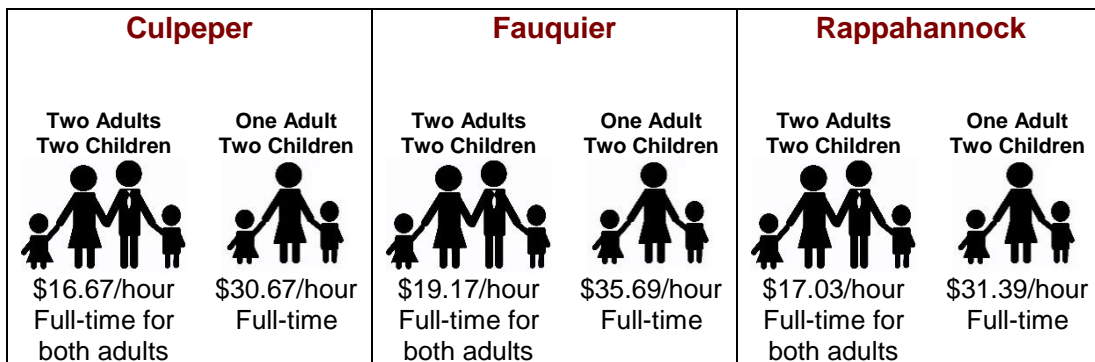 Culpeper
Two Adults
Two Children
$16.67/hour
Full-time for
both adults
One Adult
Two Children
$30.67/hour
Full-time
Fauquier
Two Adults
Two Children
$19.17/hour
Full-time for
both adults
One Adult
Two Children
$35.69/hour
Full-time
Rappahannock
Two Adults
Two Children
$17.03/hour
Full-time for
both adults
One Adult
Two Children
$31.39/hour
Full-time